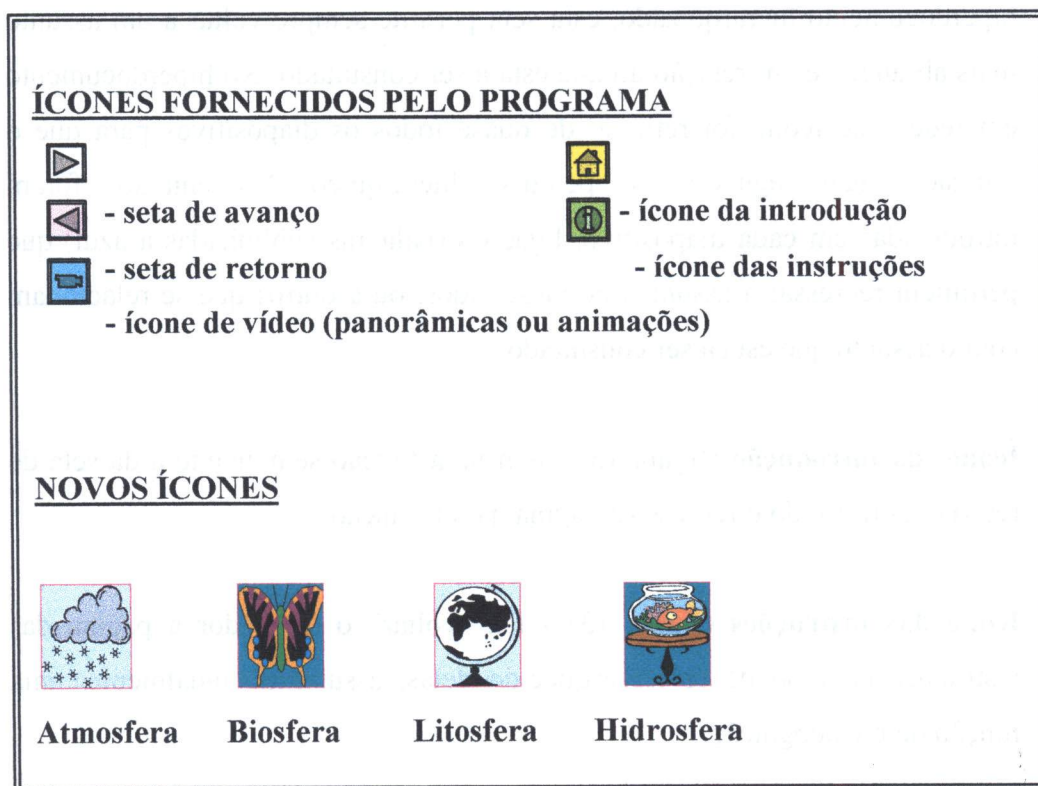 ÍCONES FORNECIDOS PELO PROGRAMA
- seta de avanço
- ícone da introdução
- seta de retorno
- ícone das instruções
- ícone de vídeo (panorâmicas ou animações)
NOVOS ÍCONES
Atmosfera Biosfera Litosfera Hidrosfera